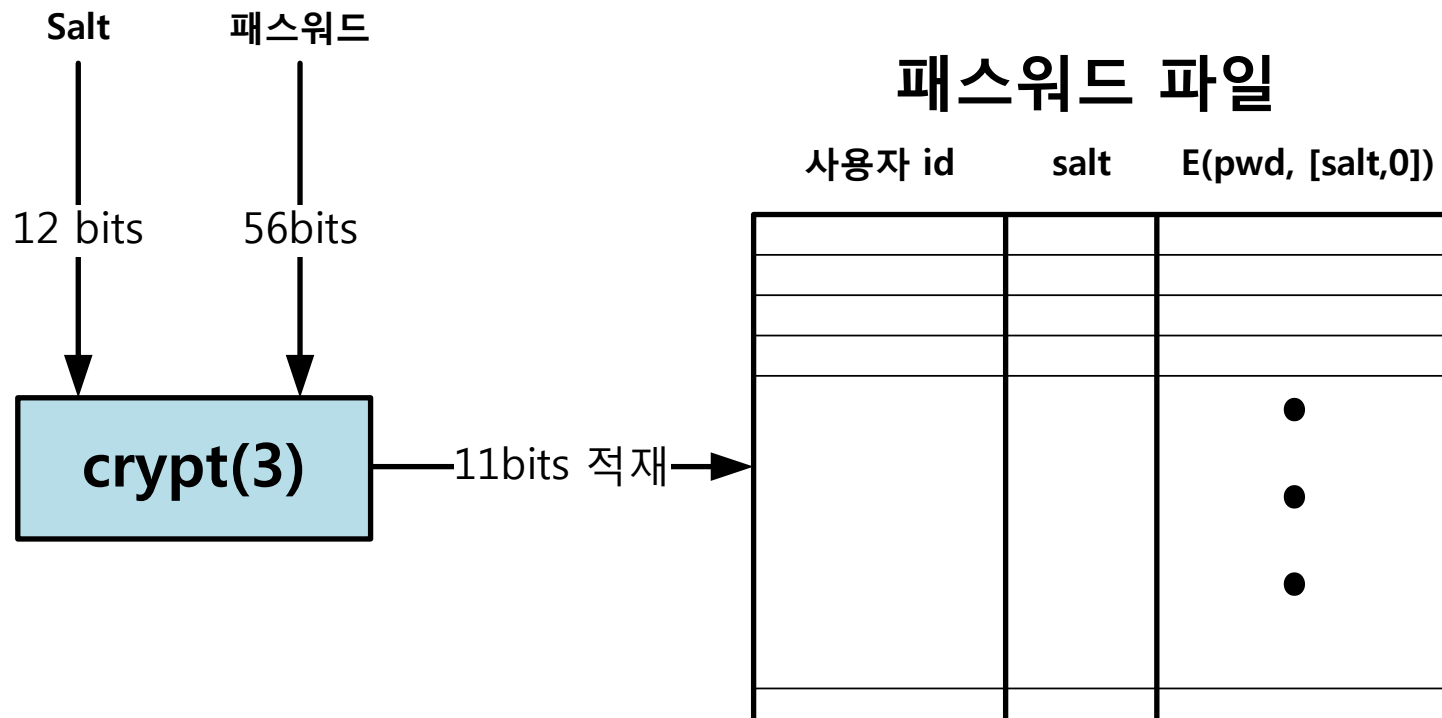 Salt
패스워드
12 bits
56bits
crypt(3)
11bits 적재
패스워드 파일
사용자 id
salt
E(pwd, [salt,0])